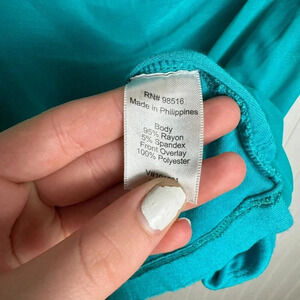 RN# 98516
Made in Philippines
Body
95% Rayon
5% Spandex
Front Overlay
100% Polyester